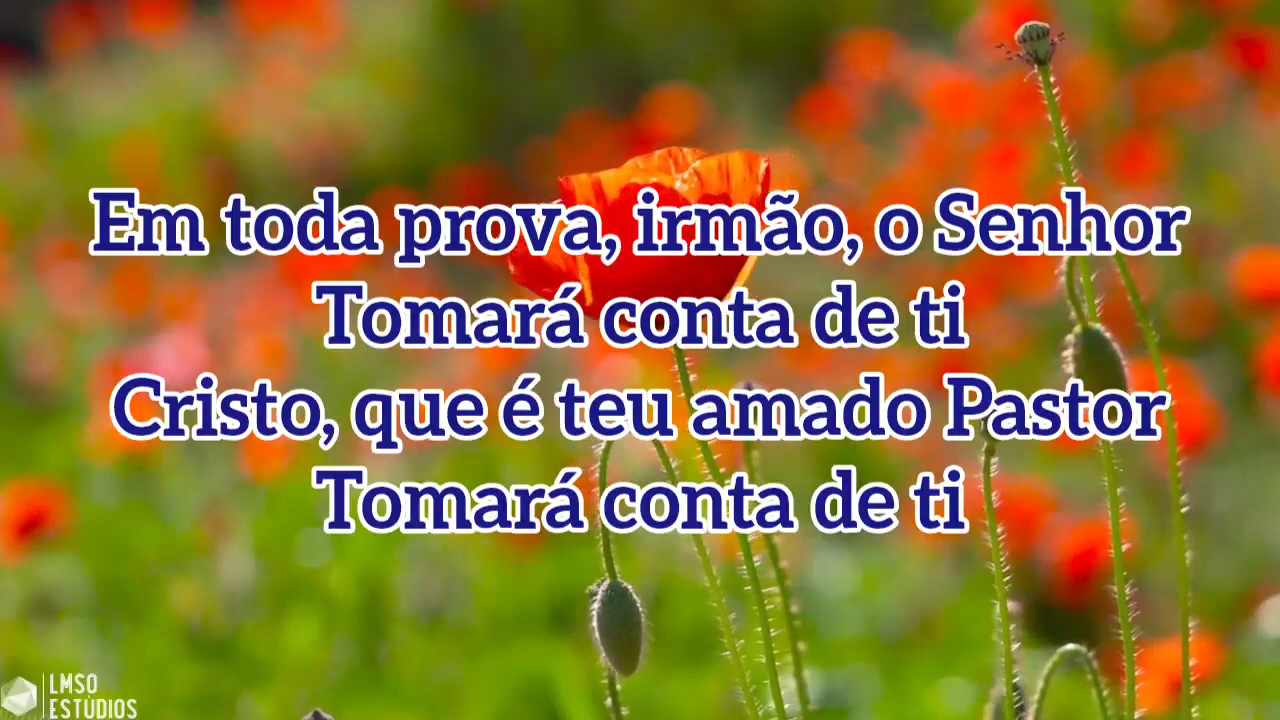 Em toda prova, irmão, o Senhor
Tomará conta de ti
Cristo, que é teu amado Pastor
Tomará conta de ti
LMSO
ESTÙDIOS